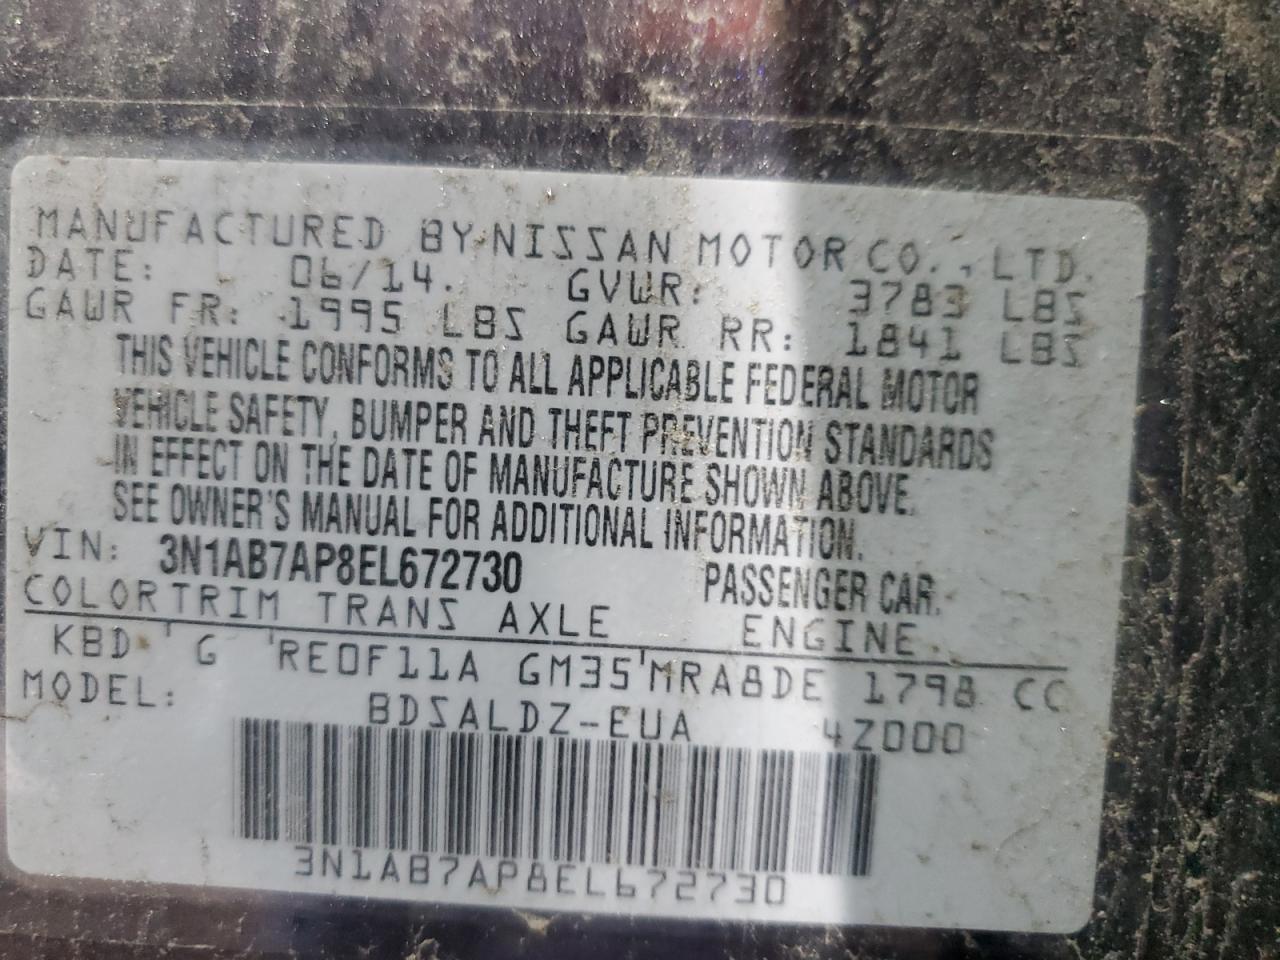 MANUFACTURED BY NISSAN MOTOR CO., LTD.
DATE: 06/14. GVWR: 3783 LBS
GAWR FR: 1995 LBS GAWR RR: 1841 LBS
THIS VEHICLE CONFORMS TO ALL APPLICABLE FEDERAL MOTOR
VEHICLE SAFETY, BUMPER AND THEFT PREVENTION STANDARDS
IN EFFECT ON THE DATE OF MANUFACTURE SHOWN ABOVE.
SEE OWNER'S MANUAL FOR ADDITIONAL INFORMATION.
VIN: 3N1AB7AP8EL672730 PASSENGER CAR.
COLOR TRIM TRANS AXLE ENGINE
KBD ' G 'RE0F11A GM35'MRA8DE 1798 CC
MODEL: BDSALDZ-EUA 4Z000
3N1AB7AP8EL672730